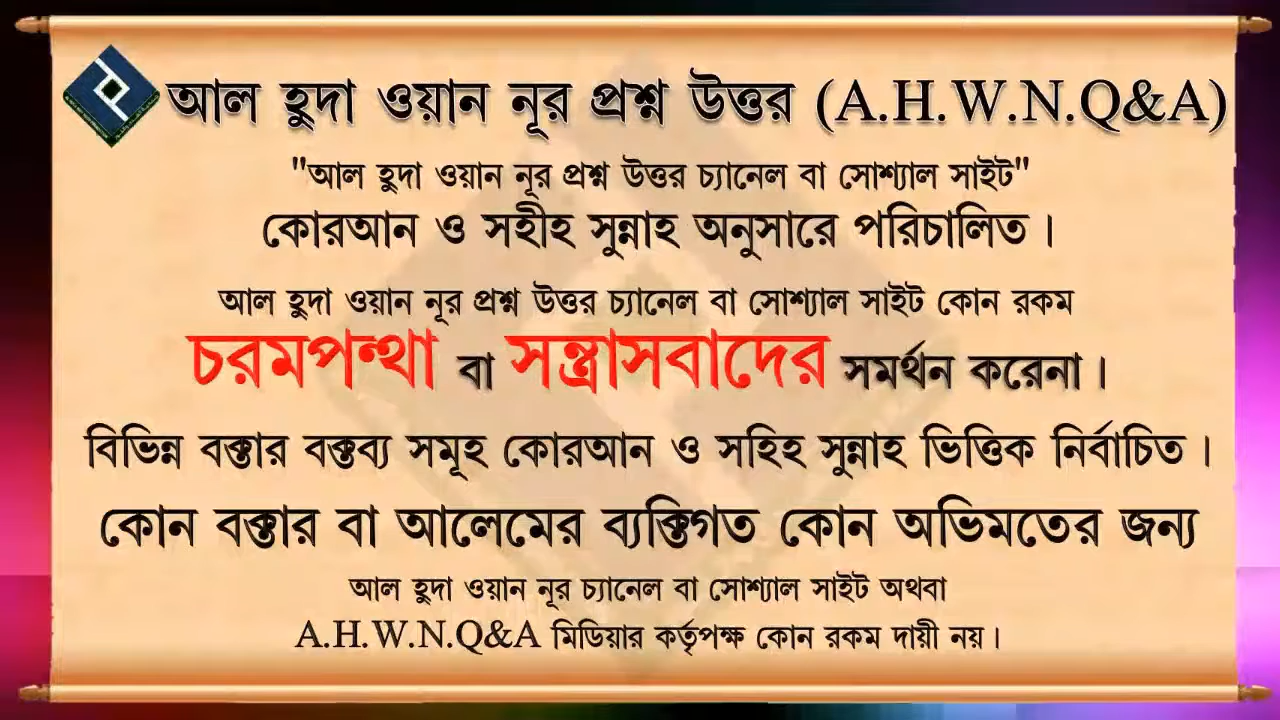 আল হুদা ওয়ান নূর প্রশ্ন উত্তর (A.H.W.N.Q&A)
"আল হুদা ওয়ান নূর প্রশ্ন উত্তর চ্যানেল বা সোশ্যাল সাইট"
কোরআন ও সহীহ সুন্নাহ অনুসারে পরিচালিত।
আল হুদা ওয়ান নূর প্রশ্ন উত্তর চ্যানেল বা সোশ্যাল সাইট কোন রকম
চরমপন্থা বা সন্ত্রাসবাদের সমর্থন করেনা।
বিভিন্ন বক্তার বক্তব্য সমূহ কোরআন ও সহিহ সুন্নাহ ভিত্তিক নির্বাচিত।
কোন বক্তার বা আলেমের ব্যক্তিগত কোন অভিমতের জন্য
আল হুদা ওয়ান নূর চ্যানেল বা সোশ্যাল সাইট অথবা
A.H.W.N.Q&A মিডিয়ার কর্তৃপক্ষ কোন রকম দায়ী নয়।